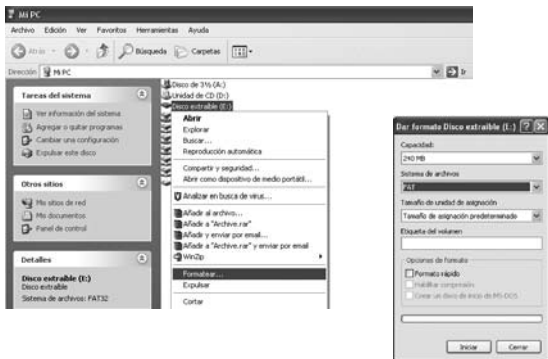 Mi PC
Archivo Edición Ver Favoritos Herramientas Ayuda
Atrás Búsqueda Carpetas
Dirección Mi PC Ir
Tareas del sistema
Ver información del sistema
Agregar o quitar programas
Cambiar una configuración
Expulsar este disco
Otros sitios
Mis sitios de red
Mis documentos
Panel de control
Detalles
Disco extraíble (E:)
Disco extraíble
Sistema de archivos: FAT32
Disco de 3½ (A:)
Unidad de CD (D:)
Disco extraíble (E:)
Abrir
Explorar
Buscar...
Reproducción automática
Compartir y seguridad...
Abrir como dispositivo de medio portátil...
Analizar en busca de virus...
Añadir al archivo...
Añadir a "Archive.rar"
Añadir y enviar por email...
Añadir a "Archive.rar" y enviar por email
WinZip
Formatear...
Expulsar
Cortar
Dar formato Disco extraíble (E:)
Capacidad:
240 MB
Sistema de archivos
FAT
Tamaño de unidad de asignación
Tamaño de asignación predeterminado
Etiqueta del volumen
Opciones de formato
Formato rápido
Habilitar compresión
Crear un disco de inicio de MS-DOS
Iniciar Cerrar